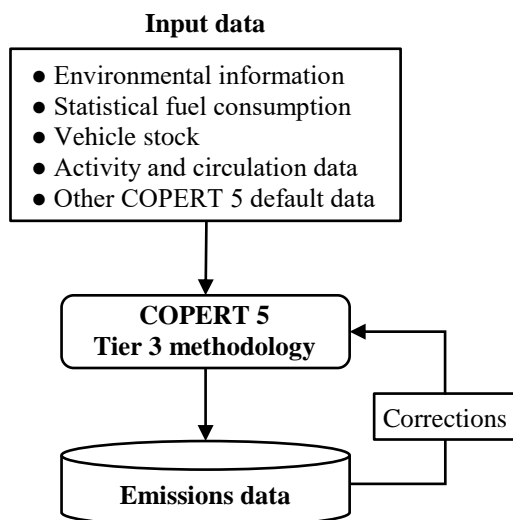 Input data
● Environmental information
● Statistical fuel consumption
● Vehicle stock
● Activity and circulation data
● Other COPERT 5 default data
COPERT 5
Tier 3 methodology
Corrections
Emissions data